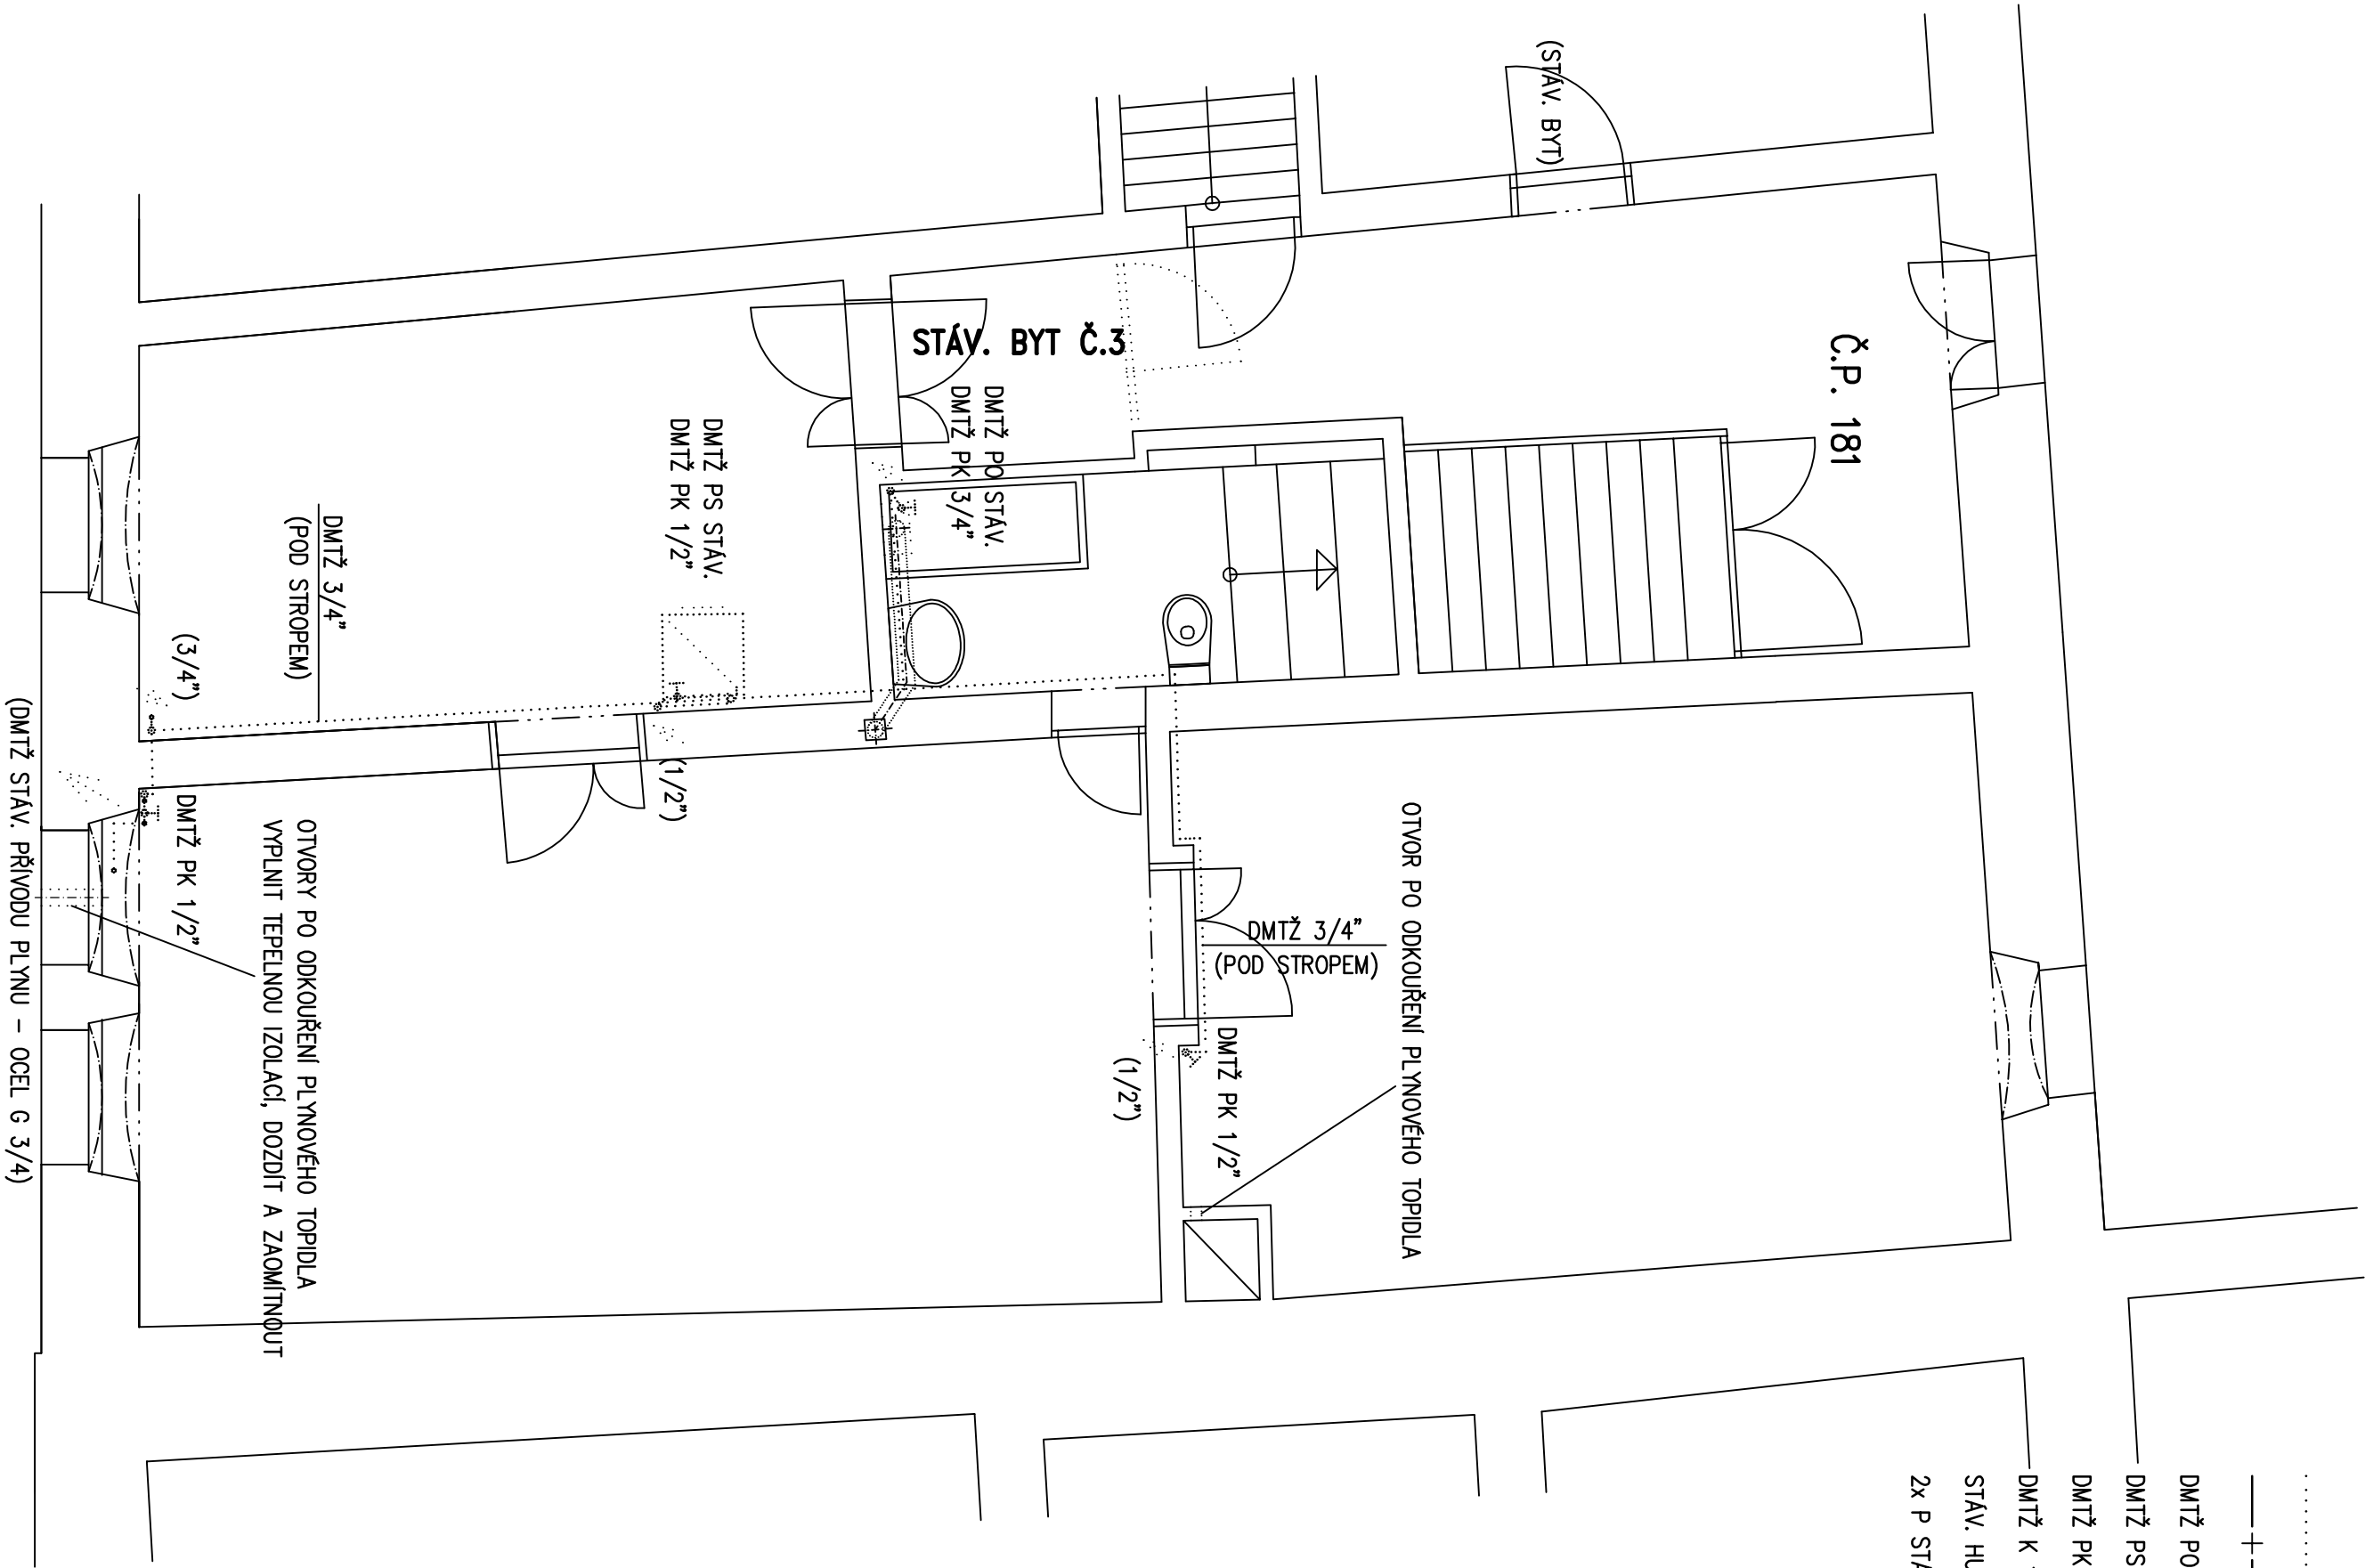 (STÁV. BYT)
Č.P. 181
STÁV. BYT Č.3
DMTŽ PO STÁV.
DMTŽ PK 3/4"
DMTŽ PS STÁV.
DMTŽ PK 1/2"
DMTŽ 3/4"
(POD STROPEM)
(3/4")
(1/2")
DMTŽ PK 1/2"
OTVORY PO ODKOUŘENÍ PLYNOVÉHO TOPIDLA
VYPLNIT TEPELNOU IZOLACÍ, DOZDÍT A ZAOMÍTNOUT
(DMTŽ STÁV. PŘÍVODU PLYNU – OCEL G 3/4)
OTVOR PO ODKOUŘENÍ PLYNOVÉHO TOPIDLA
DMTŽ 3/4"
(POD STROPEM)
DMTŽ PK 1/2"
(1/2")
DMTŽ PO
DMTŽ PS
DMTŽ PK
DMTŽ K
STÁV.
2x P